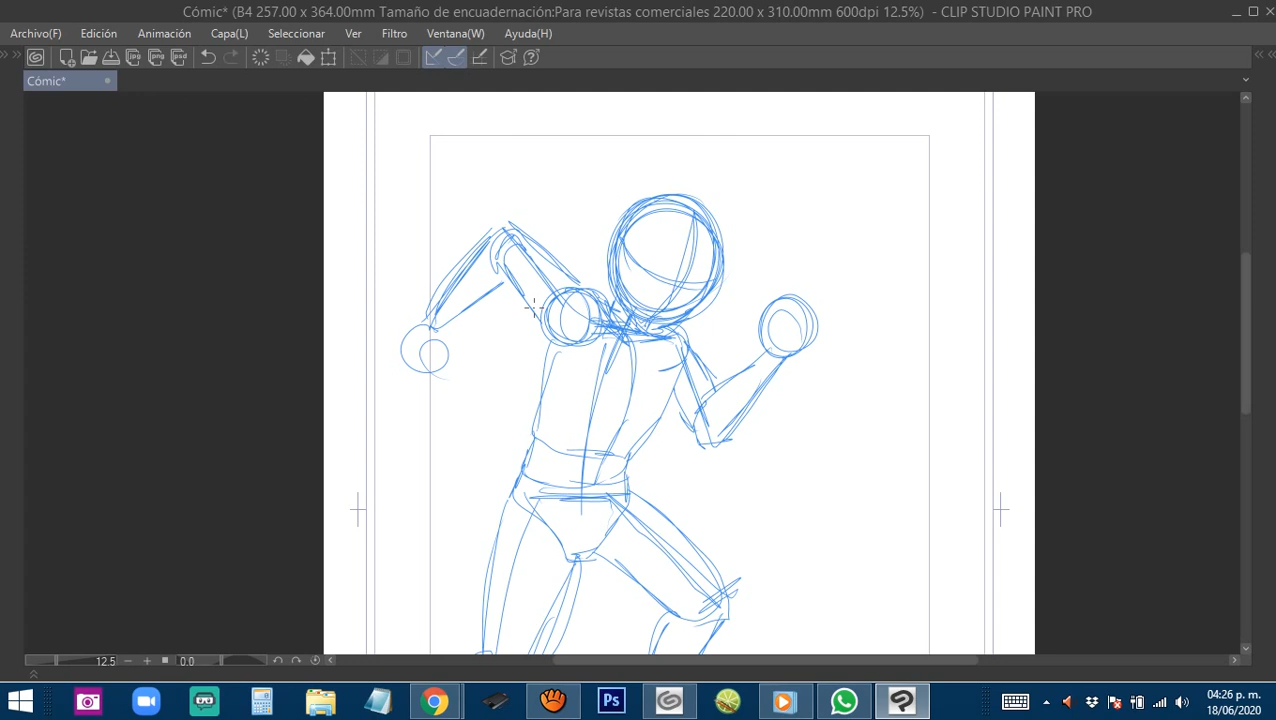 Cómic* (B4 257.00 x 364.00mm Tamaño de encuadernación:Para revistas comerciales 220.00 x 310.00mm 600dpi 12.5%)  - CLIP STUDIO PAINT PRO
Archivo(F) Edición Animación Capa(L) Seleccionar Ver Filtro Ventana(W) Ayuda(H)
Cómic*
12.5 0.0
Ps
04:26 p. m.
18/06/2020